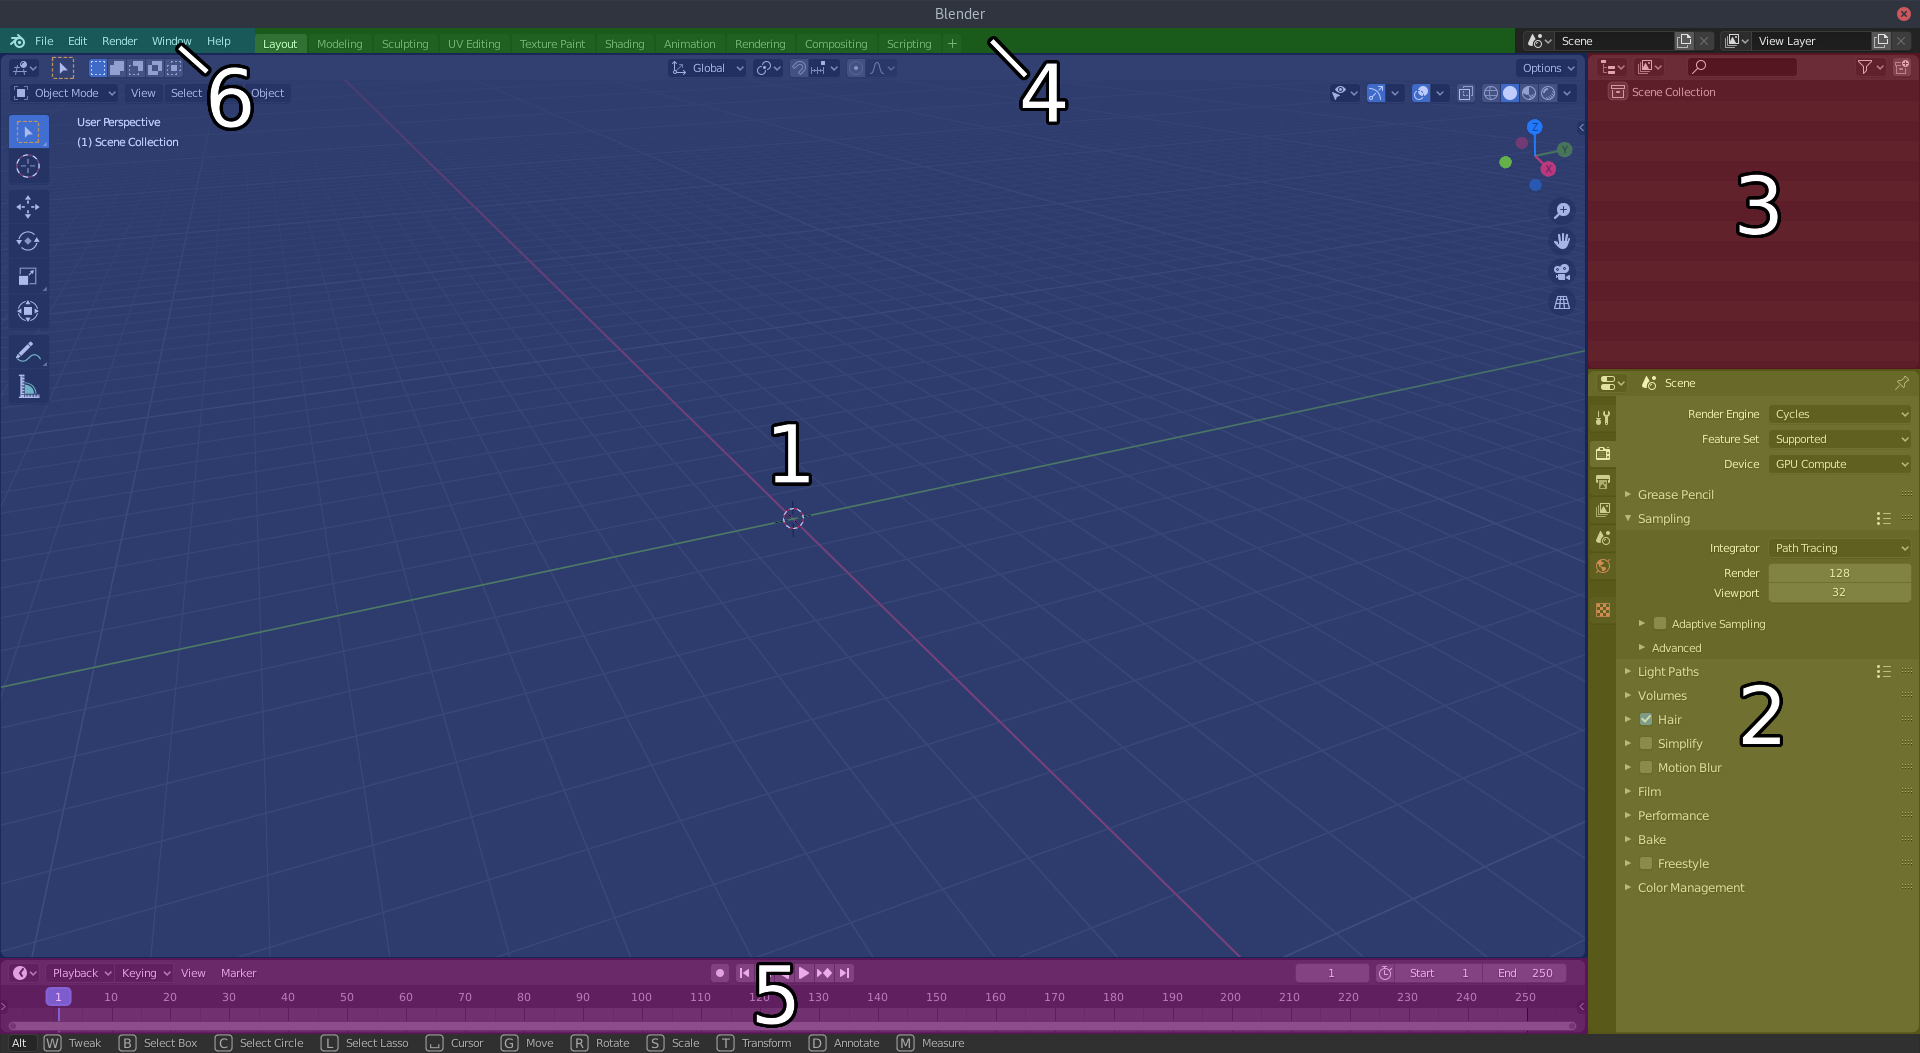 Blender
File Edit Render Window Help Layout Modeling Sculpting UV Editing Texture Paint Shading Animation Rendering Compositing Scripting + Scene View Layer
6
4
Global Options
Object Mode View Select Object
User Perspective
(1) Scene Collection
Z
Y
X
Scene Collection
3
1
Scene
Render Engine Cycles
Feature Set Supported
Device GPU Compute
Grease Pencil
Sampling
Integrator Path Tracing
Render 128
Viewport 32
Adaptive Sampling
Advanced
Light Paths
Volumes
Hair
2
Simplify
Motion Blur
Film
Performance
Bake
Freestyle
Color Management
Playback Keying View Marker 1 Start 1 End 250
5
1 10 20 30 40 50 60 70 80 90 100 110 120 130 140 150 160 170 180 190 200 210 220 230 240 250
Alt W Tweak B Select Box C Select Circle L Select Lasso Cursor G Move R Rotate S Scale T Transform D Annotate M Measure